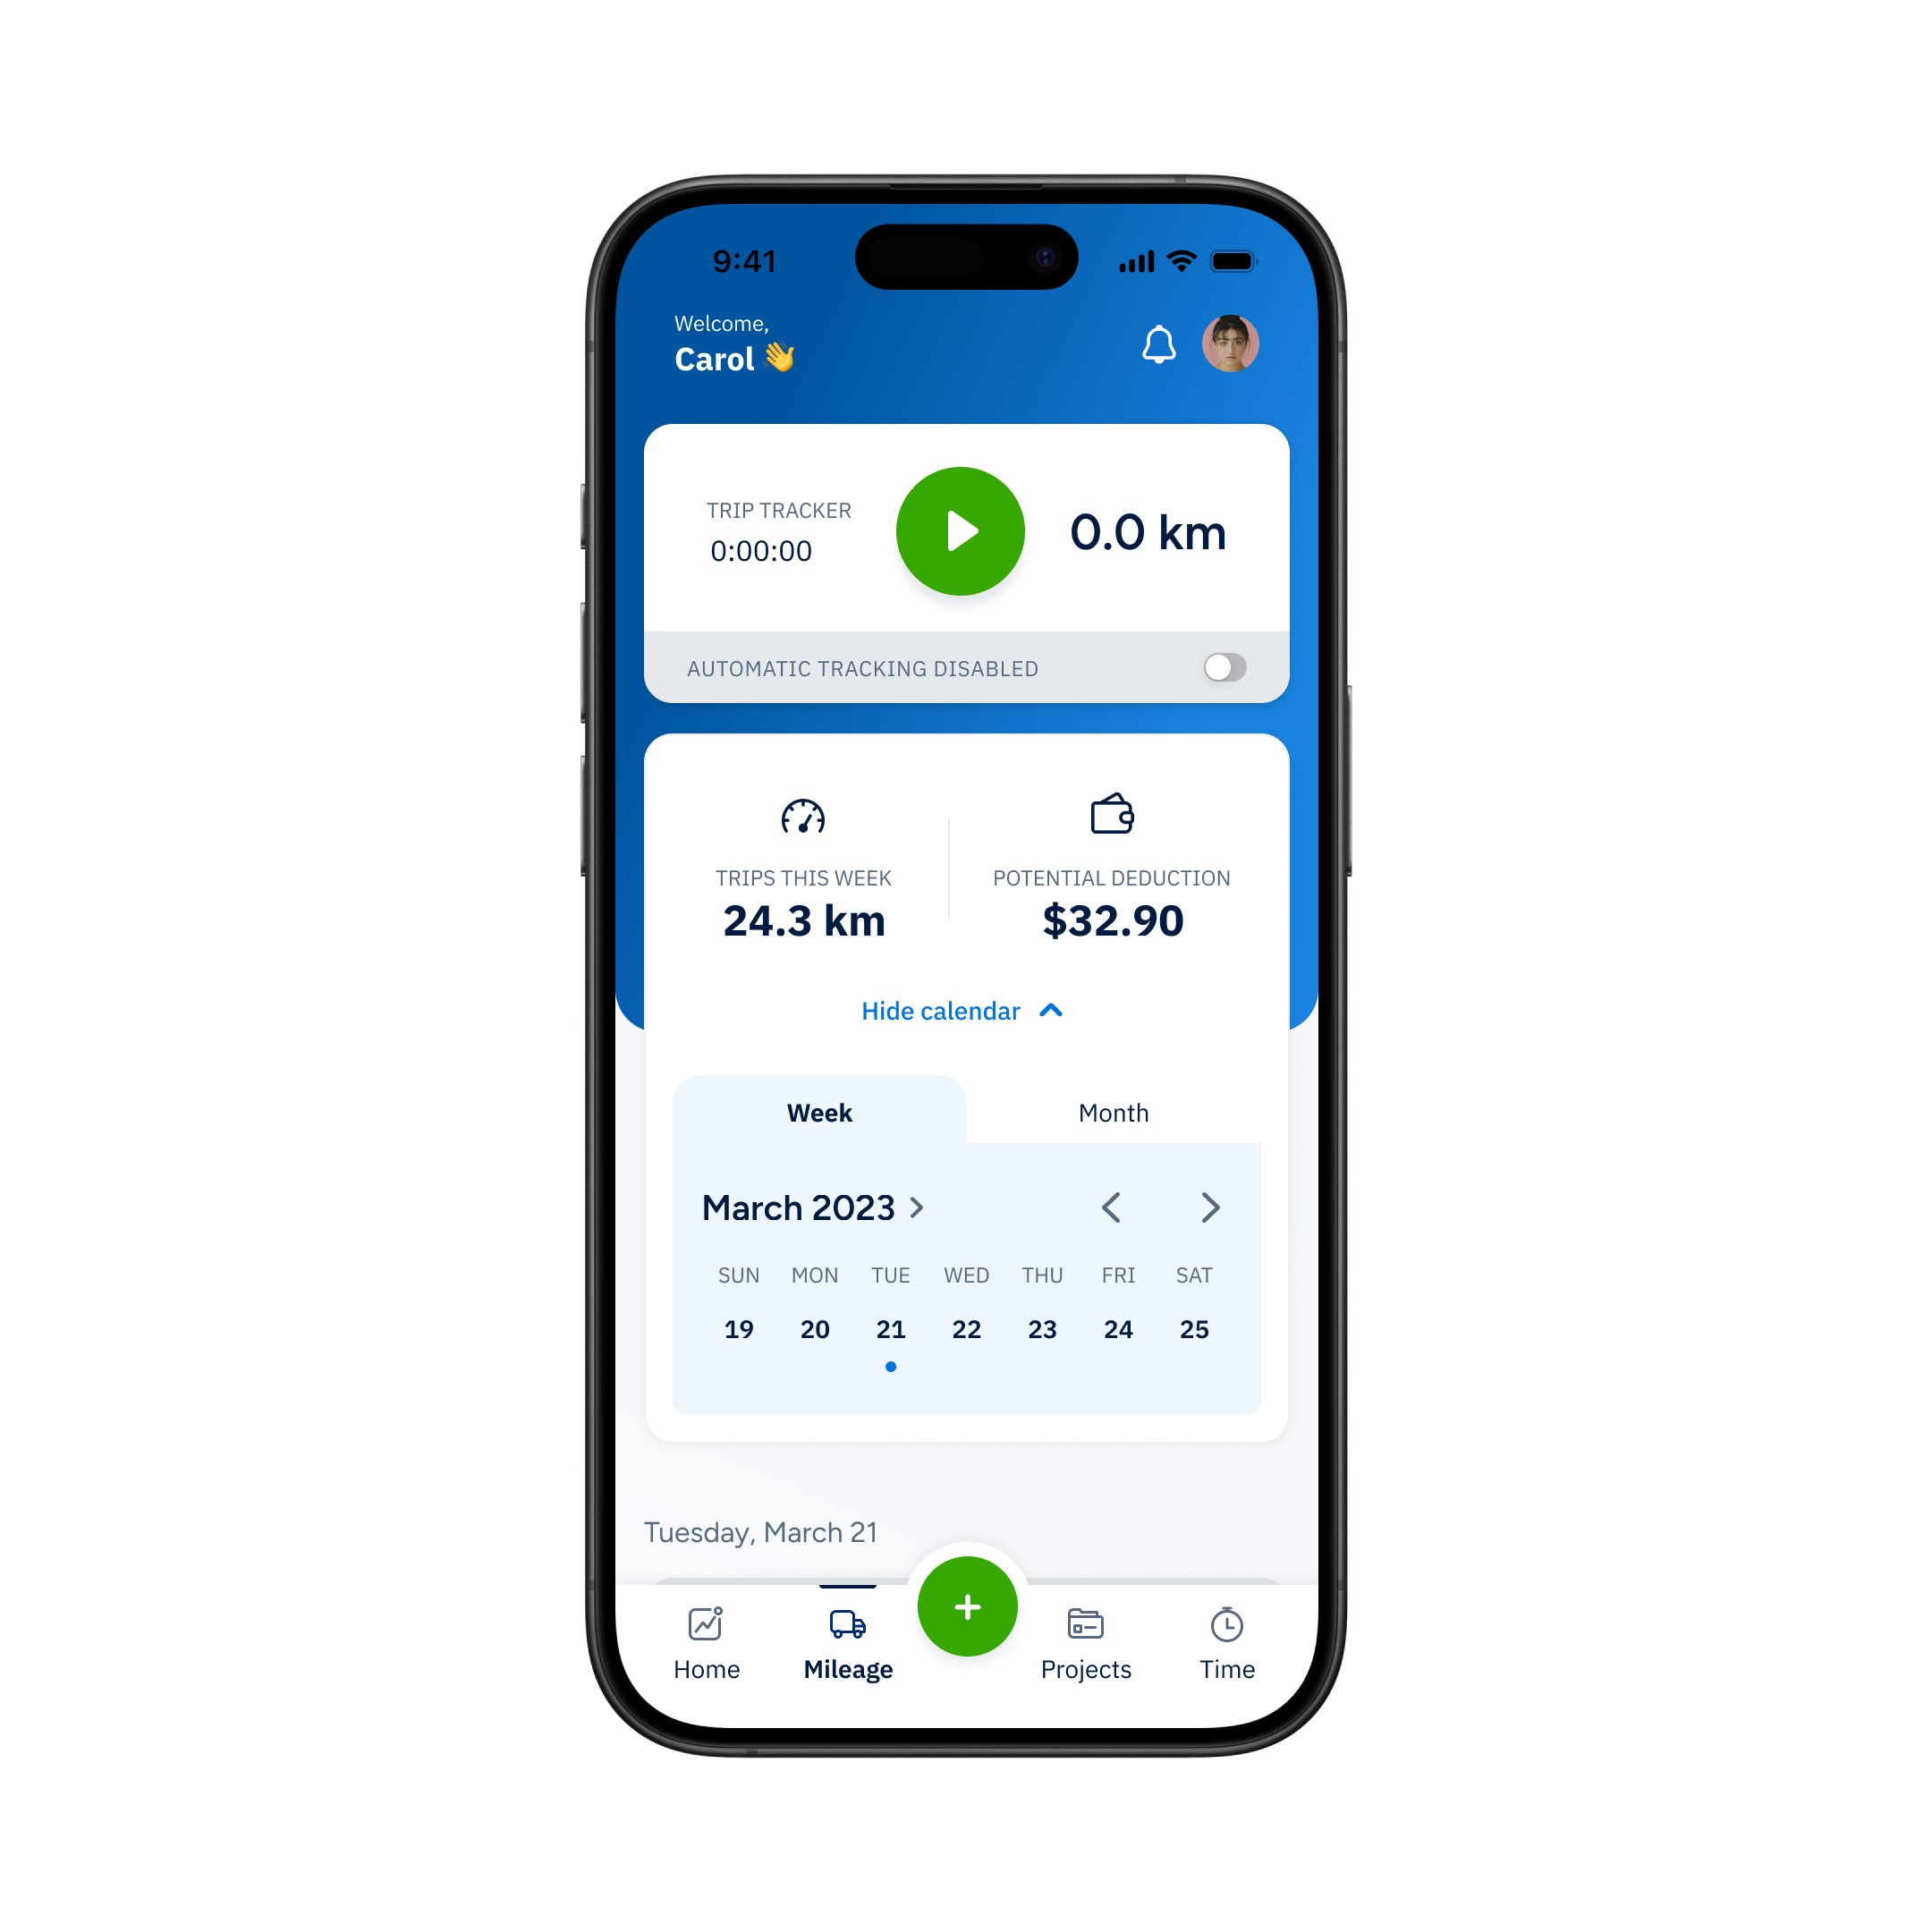 9:41
Welcome,
Carol 👋
TRIP TRACKER
0:00:00
0.0 km
AUTOMATIC TRACKING DISABLED
TRIPS THIS WEEK
24.3 km
POTENTIAL DEDUCTION
$32.90
Hide calendar
Week Month
March 2023
SUN MON TUE WED THU FRI SAT
19 20 21 22 23 24 25
Tuesday, March 21
Home Mileage Projects Time